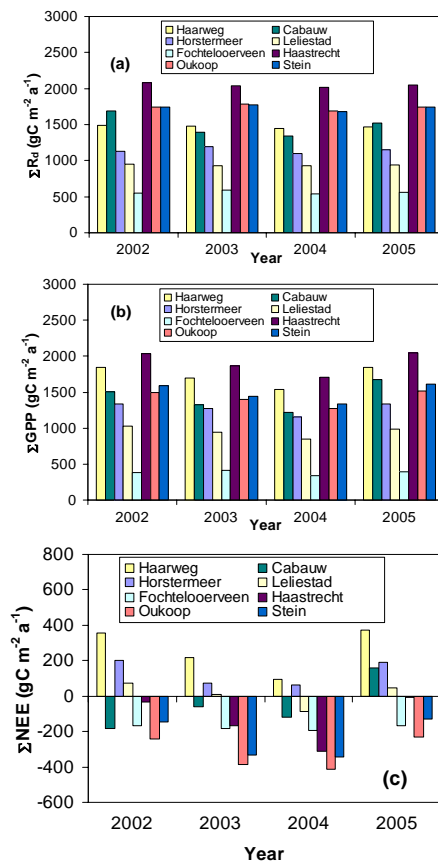 3000
2500
2000
1500
1000
500
0
ΣRd (gC m-2 a-1)
(a)
Haarweg
Cabauw
Horstermeer
Leliestad
Fochtelooerveen
Haastrecht
Oukoop
Stein
2002 2003 2004 2005
Year
3000
2500
2000
1500
1000
500
0
ΣGPP (gC m-2 a-1)
(b)
Haarweg
Cabauw
Horstermeer
Leliestad
Fochtelooerveen
Haastrecht
Oukoop
Stein
2002 2003 2004 2005
Year
800
600
400
200
0
-200
-400
-600
ΣNEE (gC m-2 a-1)
Haarweg
Cabauw
Horstermeer
Leliestad
Fochtelooerveen
Haastrecht
Oukoop
Stein
(c)
2002 2003 2004 2005
Year